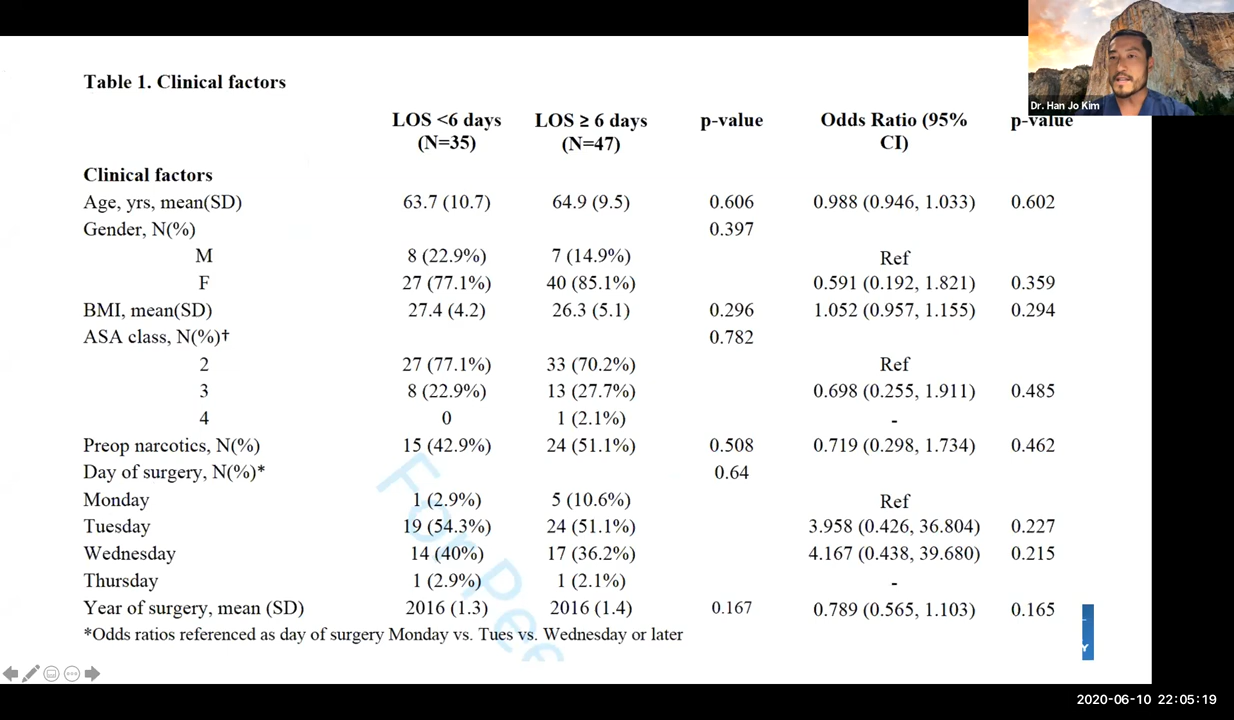 Table 1. Clinical factors
LOS <6 days (N=35) LOS ≥ 6 days (N=47) p-value Odds Ratio (95% CI) p-value
Dr. Han Jo Kim
Clinical factors
Age, yrs, mean(SD) 63.7 (10.7) 64.9 (9.5) 0.606 0.988 (0.946, 1.033) 0.602
Gender, N(%) 0.397
M 8 (22.9%) 7 (14.9%) Ref
F 27 (77.1%) 40 (85.1%) 0.591 (0.192, 1.821) 0.359
BMI, mean(SD) 27.4 (4.2) 26.3 (5.1) 0.296 1.052 (0.957, 1.155) 0.294
ASA class, N(%)† 0.782
2 27 (77.1%) 33 (70.2%) Ref
3 8 (22.9%) 13 (27.7%) 0.698 (0.255, 1.911) 0.485
4 0 1 (2.1%) -
Preop narcotics, N(%) 15 (42.9%) 24 (51.1%) 0.508 0.719 (0.298, 1.734) 0.462
Day of surgery, N(%)* 0.64
Monday 1 (2.9%) 5 (10.6%) Ref
Tuesday 19 (54.3%) 24 (51.1%) 3.958 (0.426, 36.804) 0.227
Wednesday 14 (40%) 17 (36.2%) 4.167 (0.438, 39.680) 0.215
Thursday 1 (2.9%) 1 (2.1%) -
Year of surgery, mean (SD) 2016 (1.3) 2016 (1.4) 0.167 0.789 (0.565, 1.103) 0.165
*Odds ratios referenced as day of surgery Monday vs. Tues vs. Wednesday or later
For Pee
2020-06-10 22:05:19